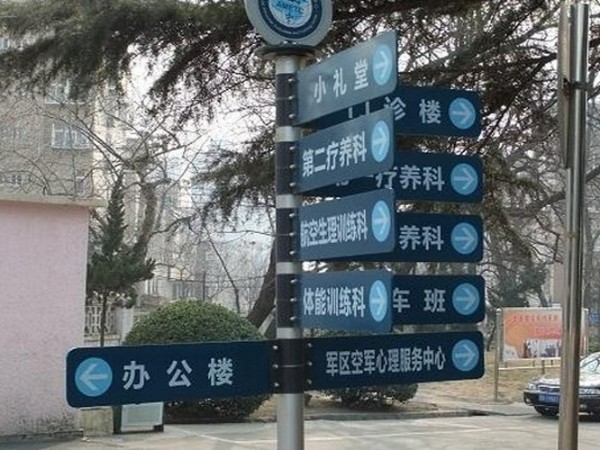 小礼堂
诊楼
第二疗养科
疗养科
航空生理训练科
养科
体能训练科
车班
办公楼
军区空军心理服务中心